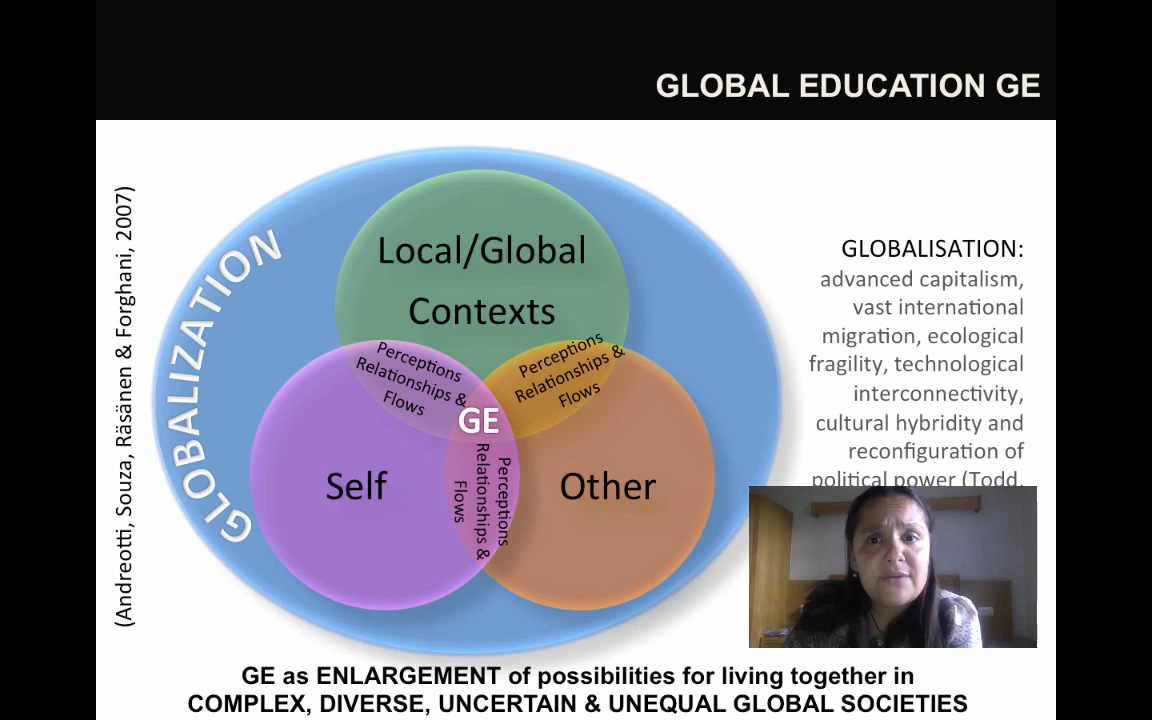 GLOBAL EDUCATION GE
(Andreotti, Souza, Räsänen & Forghani, 2007)
GLOBALIZATION
Local/Global
Contexts
Perceptions
Relationships &
Flows
Perceptions
Relationships &
Flows
GE
Self
Perceptions
Relationships &
Flows
Other
GLOBALISATION:
advanced capitalism,
vast international
migration, ecological
fragility, technological
interconnectivity,
cultural hybridity and
reconfiguration of
political power (Todd,
GE as ENLARGEMENT of possibilities for living together in
COMPLEX, DIVERSE, UNCERTAIN & UNEQUAL GLOBAL SOCIETIES